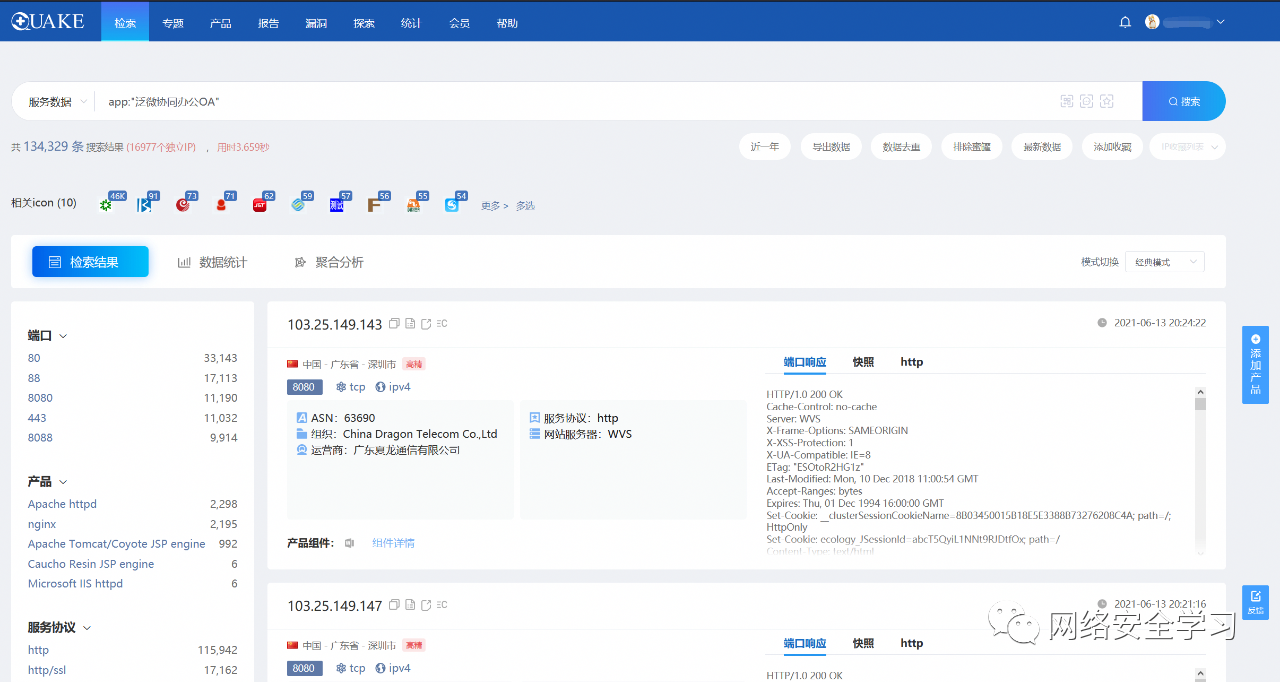 QUAKE 检索 专题 产品 报告 漏洞 探索 统计 会员 帮助
服务数据 app:"泛微协同办公OA" 搜索
共 134,329 条 搜索结果 (16977个独立IP) ，用时3.659秒 近一年 导出数据 数据去重 排除蜜罐 最新数据 添加收藏
相关icon (10) 46K 91 73 71 62 59 57 56 55 54 更多 > 多选
检索结果 数据统计 聚合分析 模式切换 经典模式
端口
80 33,143
88 17,113
8080 11,190
443 11,032
8088 9,914
产品
Apache httpd 2,298
nginx 2,195
Apache Tomcat/Coyote JSP engine 992
Caucho Resin JSP engine 6
Microsoft IIS httpd 6
服务协议
http 115,942
http/ssl 17,162
103.25.149.143 2021-06-13 20:24:22
中国 - 广东省 - 深圳市 高精
8080 tcp ipv4
ASN: 63690
组织: China Dragon Telecom Co.,Ltd
运营商: 广东恵龙通信有限公司
服务协议: http
网站服务器: WVS
产品组件: 组件详情
端口响应 快照 http
HTTP/1.0 200 OK
Cache-Control: no-cache
Server: WVS
X-Frame-Options: SAMEORIGIN
X-XSS-Protection: 1
X-UA-Compatible: IE=8
ETag: "ESOtoR2HG1z"
Last-Modified: Mon, 10 Dec 2018 11:00:54 GMT
Accept-Ranges: bytes
Expires: Thu, 01 Dec 1994 16:00:00 GMT
Set-Cookie: __clusterSessionCookieName=8B03450015B18E5E3388B73276208C4A; path=/;
HttpOnly
Set-Cookie: ecology_JSessionId=abcT5QyiL1NNt9RJDtfOx; path=/
Content-Type: text/html
103.25.149.147 2021-06-13 20:21:16
中国 - 广东省 - 深圳市 高精
8080 tcp ipv4
端口响应 快照 http
HTTP/1.0 200 OK
添加产品
反馈
网络安全学习